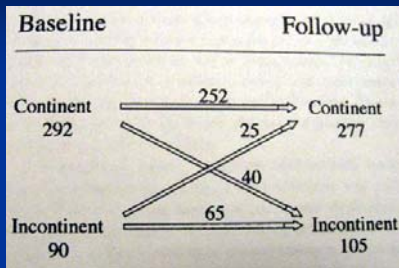 Baseline Follow-up
252
Continent Continent
292 25 277
40
65
Incontinent Incontinent
90 105